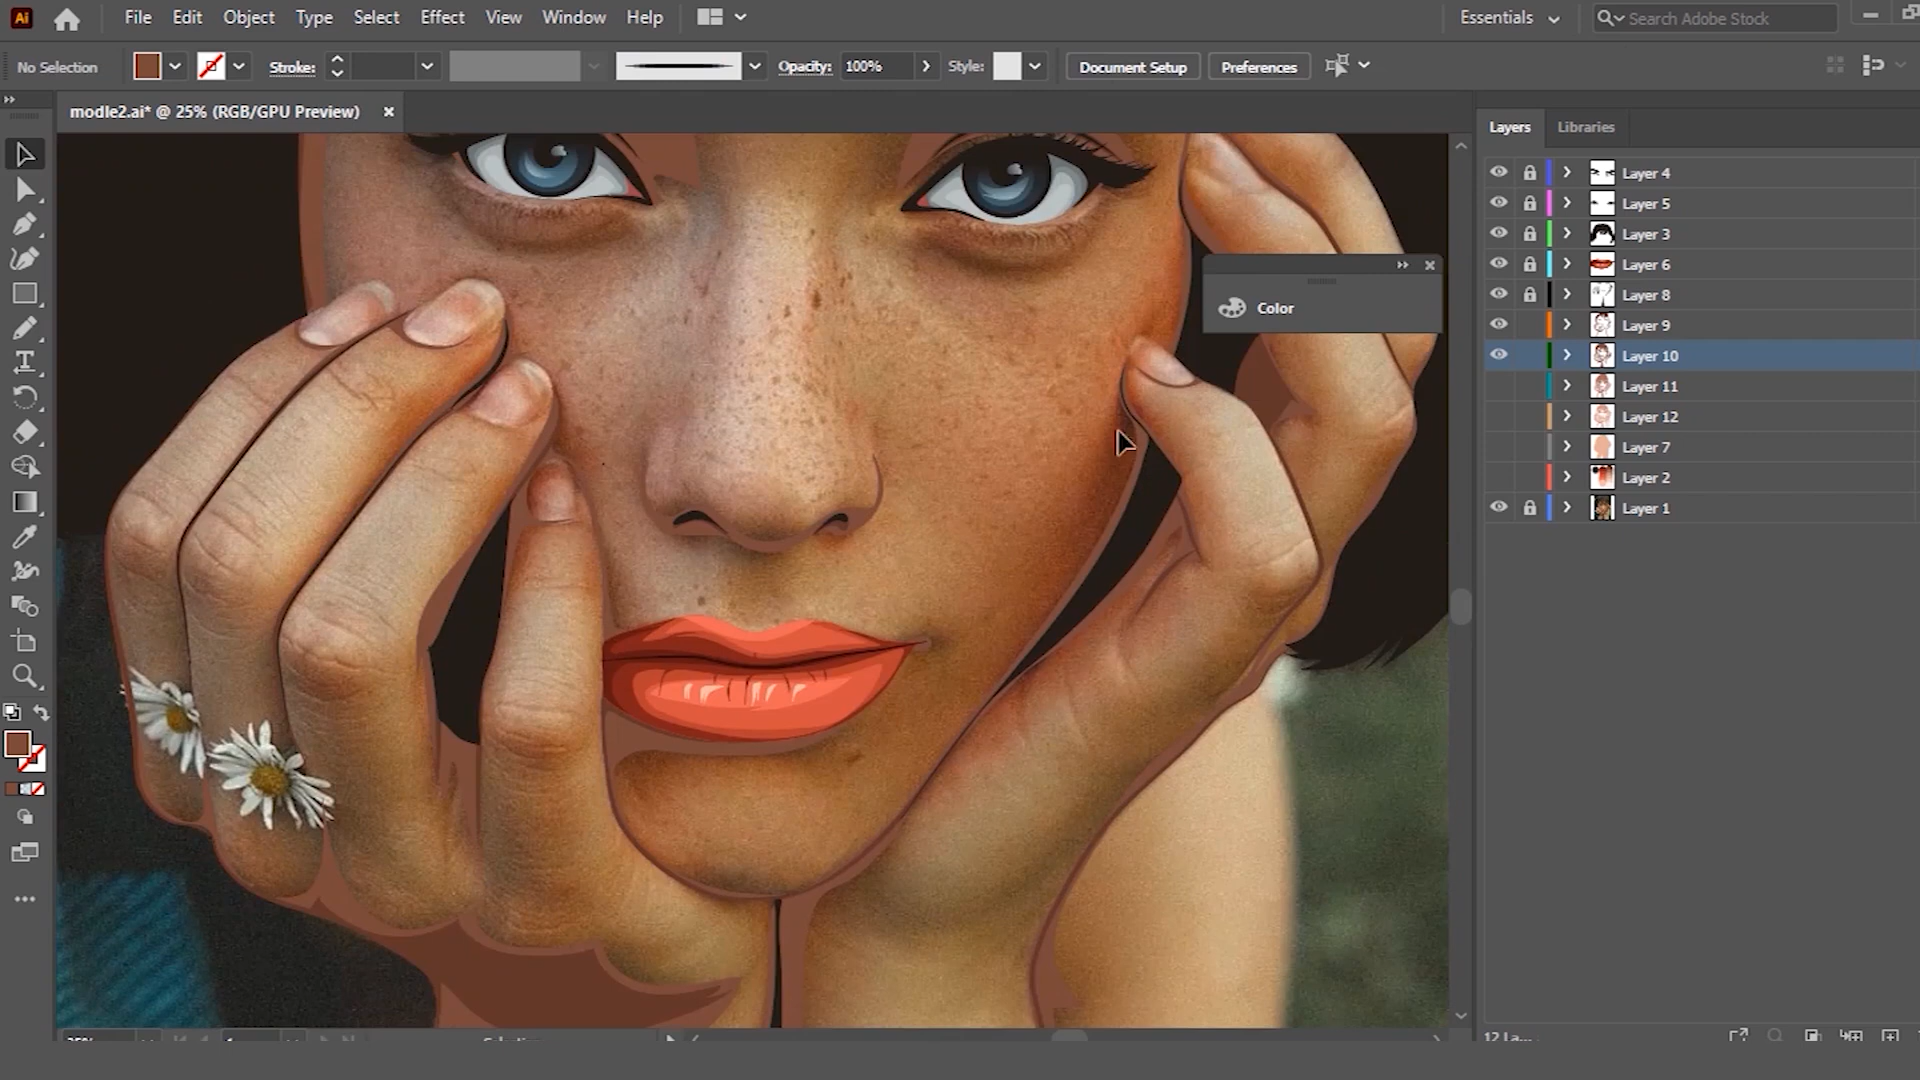 Ai File Edit Object Type Select Effect View Window Help Essentials Search Adobe Stock
No Selection Stroke: Opacity: 100% Style: Document Setup Preferences
modle2.ai* @ 25% (RGB/GPU Preview)
Layers Libraries
Layer 4
Layer 5
Layer 3
Layer 6
Layer 8
Layer 9
Layer 10
Layer 11
Layer 12
Layer 7
Layer 2
Layer 1
Color